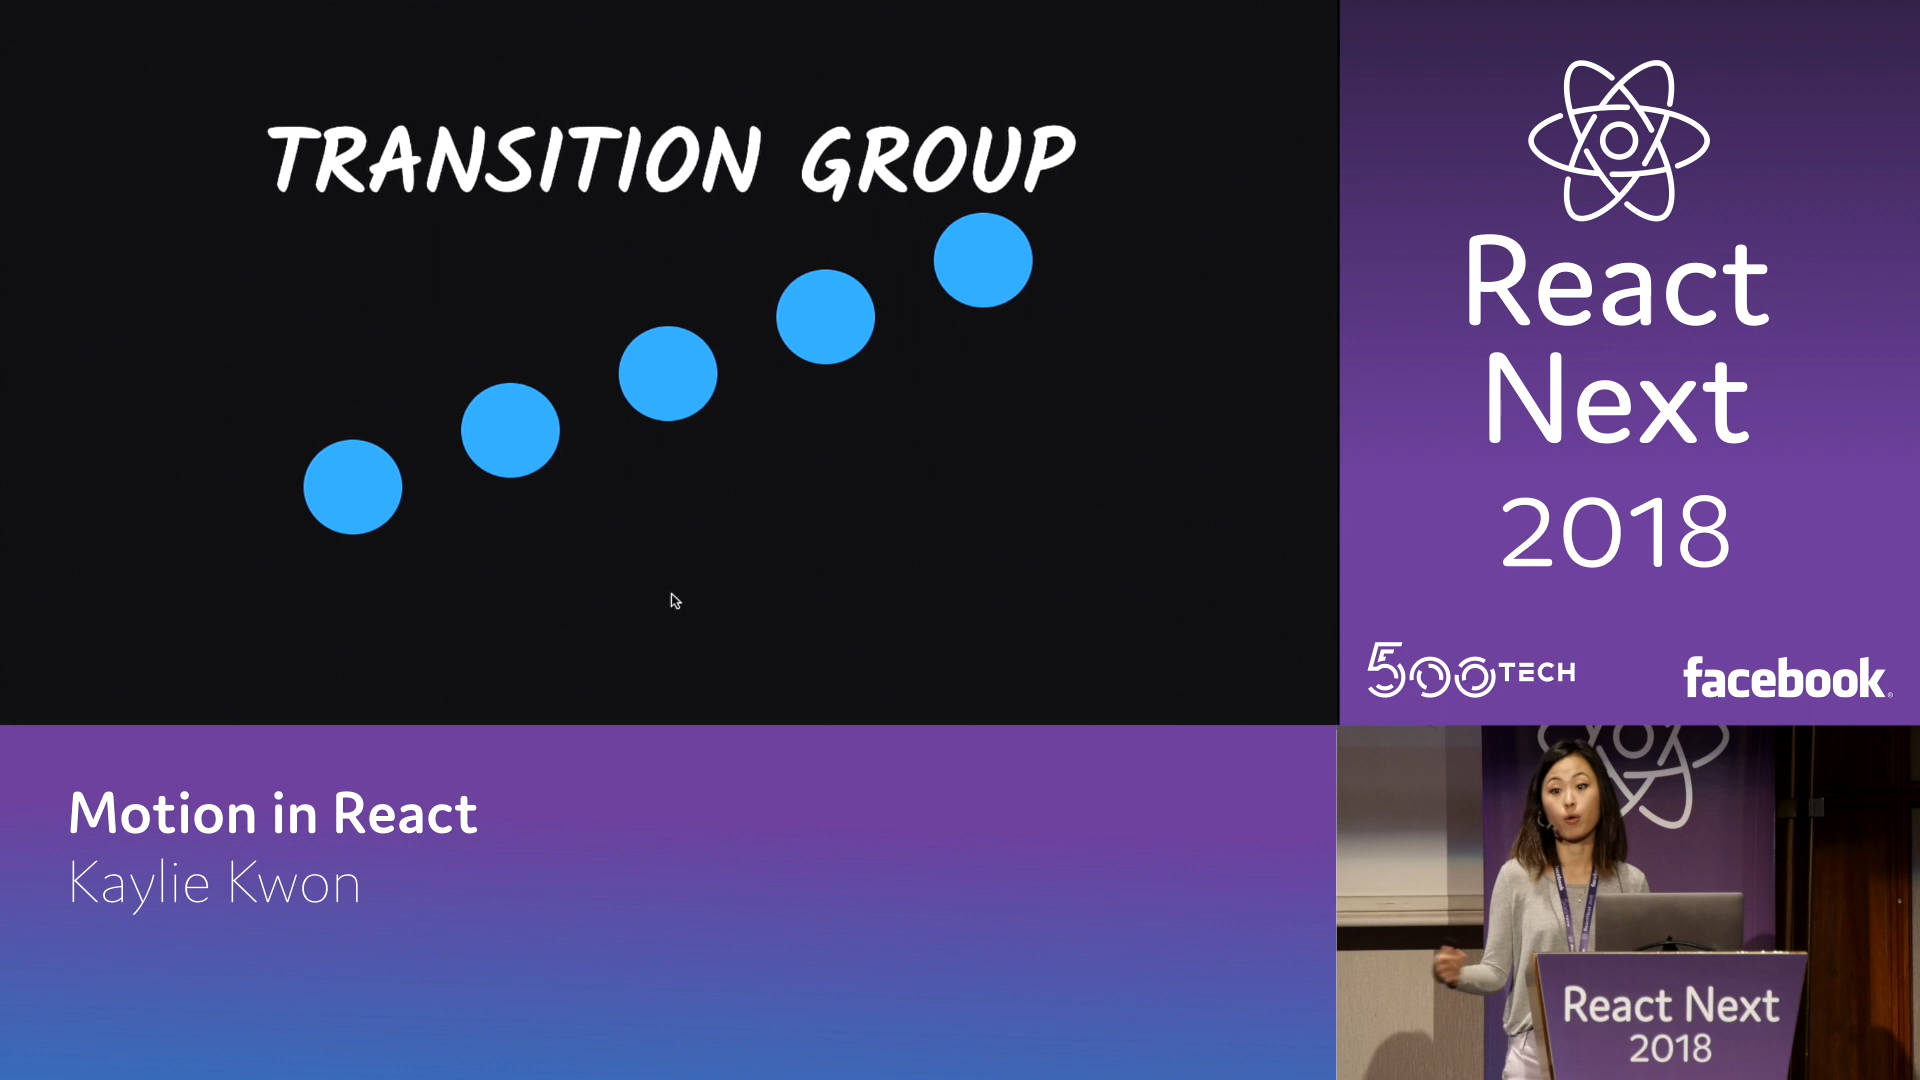 TRANSITION GROUP
React
Next
2018
500TECH
facebook
Motion in React
Kaylie Kwon
React Next
2018